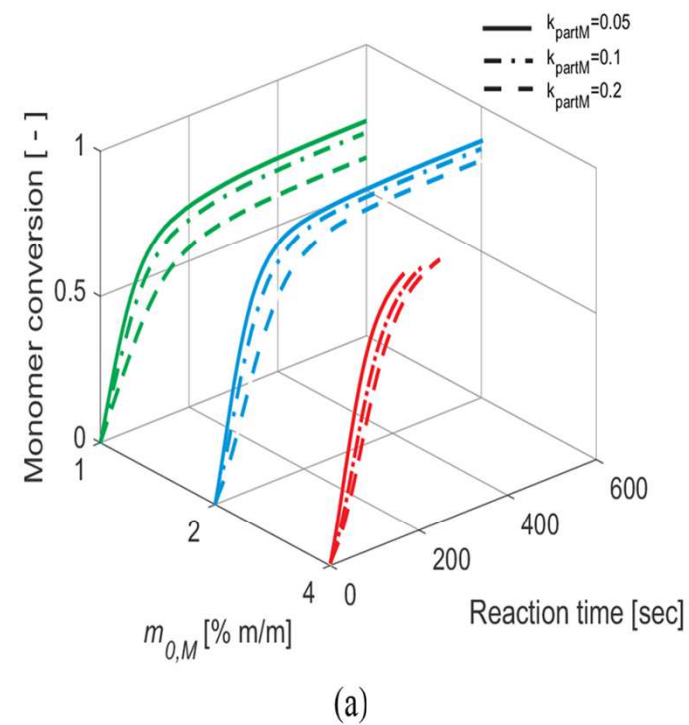 k_partM=0.05
k_partM=0.1
k_partM=0.2
Monomer conversion [ - ]
1
0.5
0
1
2
4
0
200
400
600
m_0,M [% m/m]
Reaction time [sec]
(a)